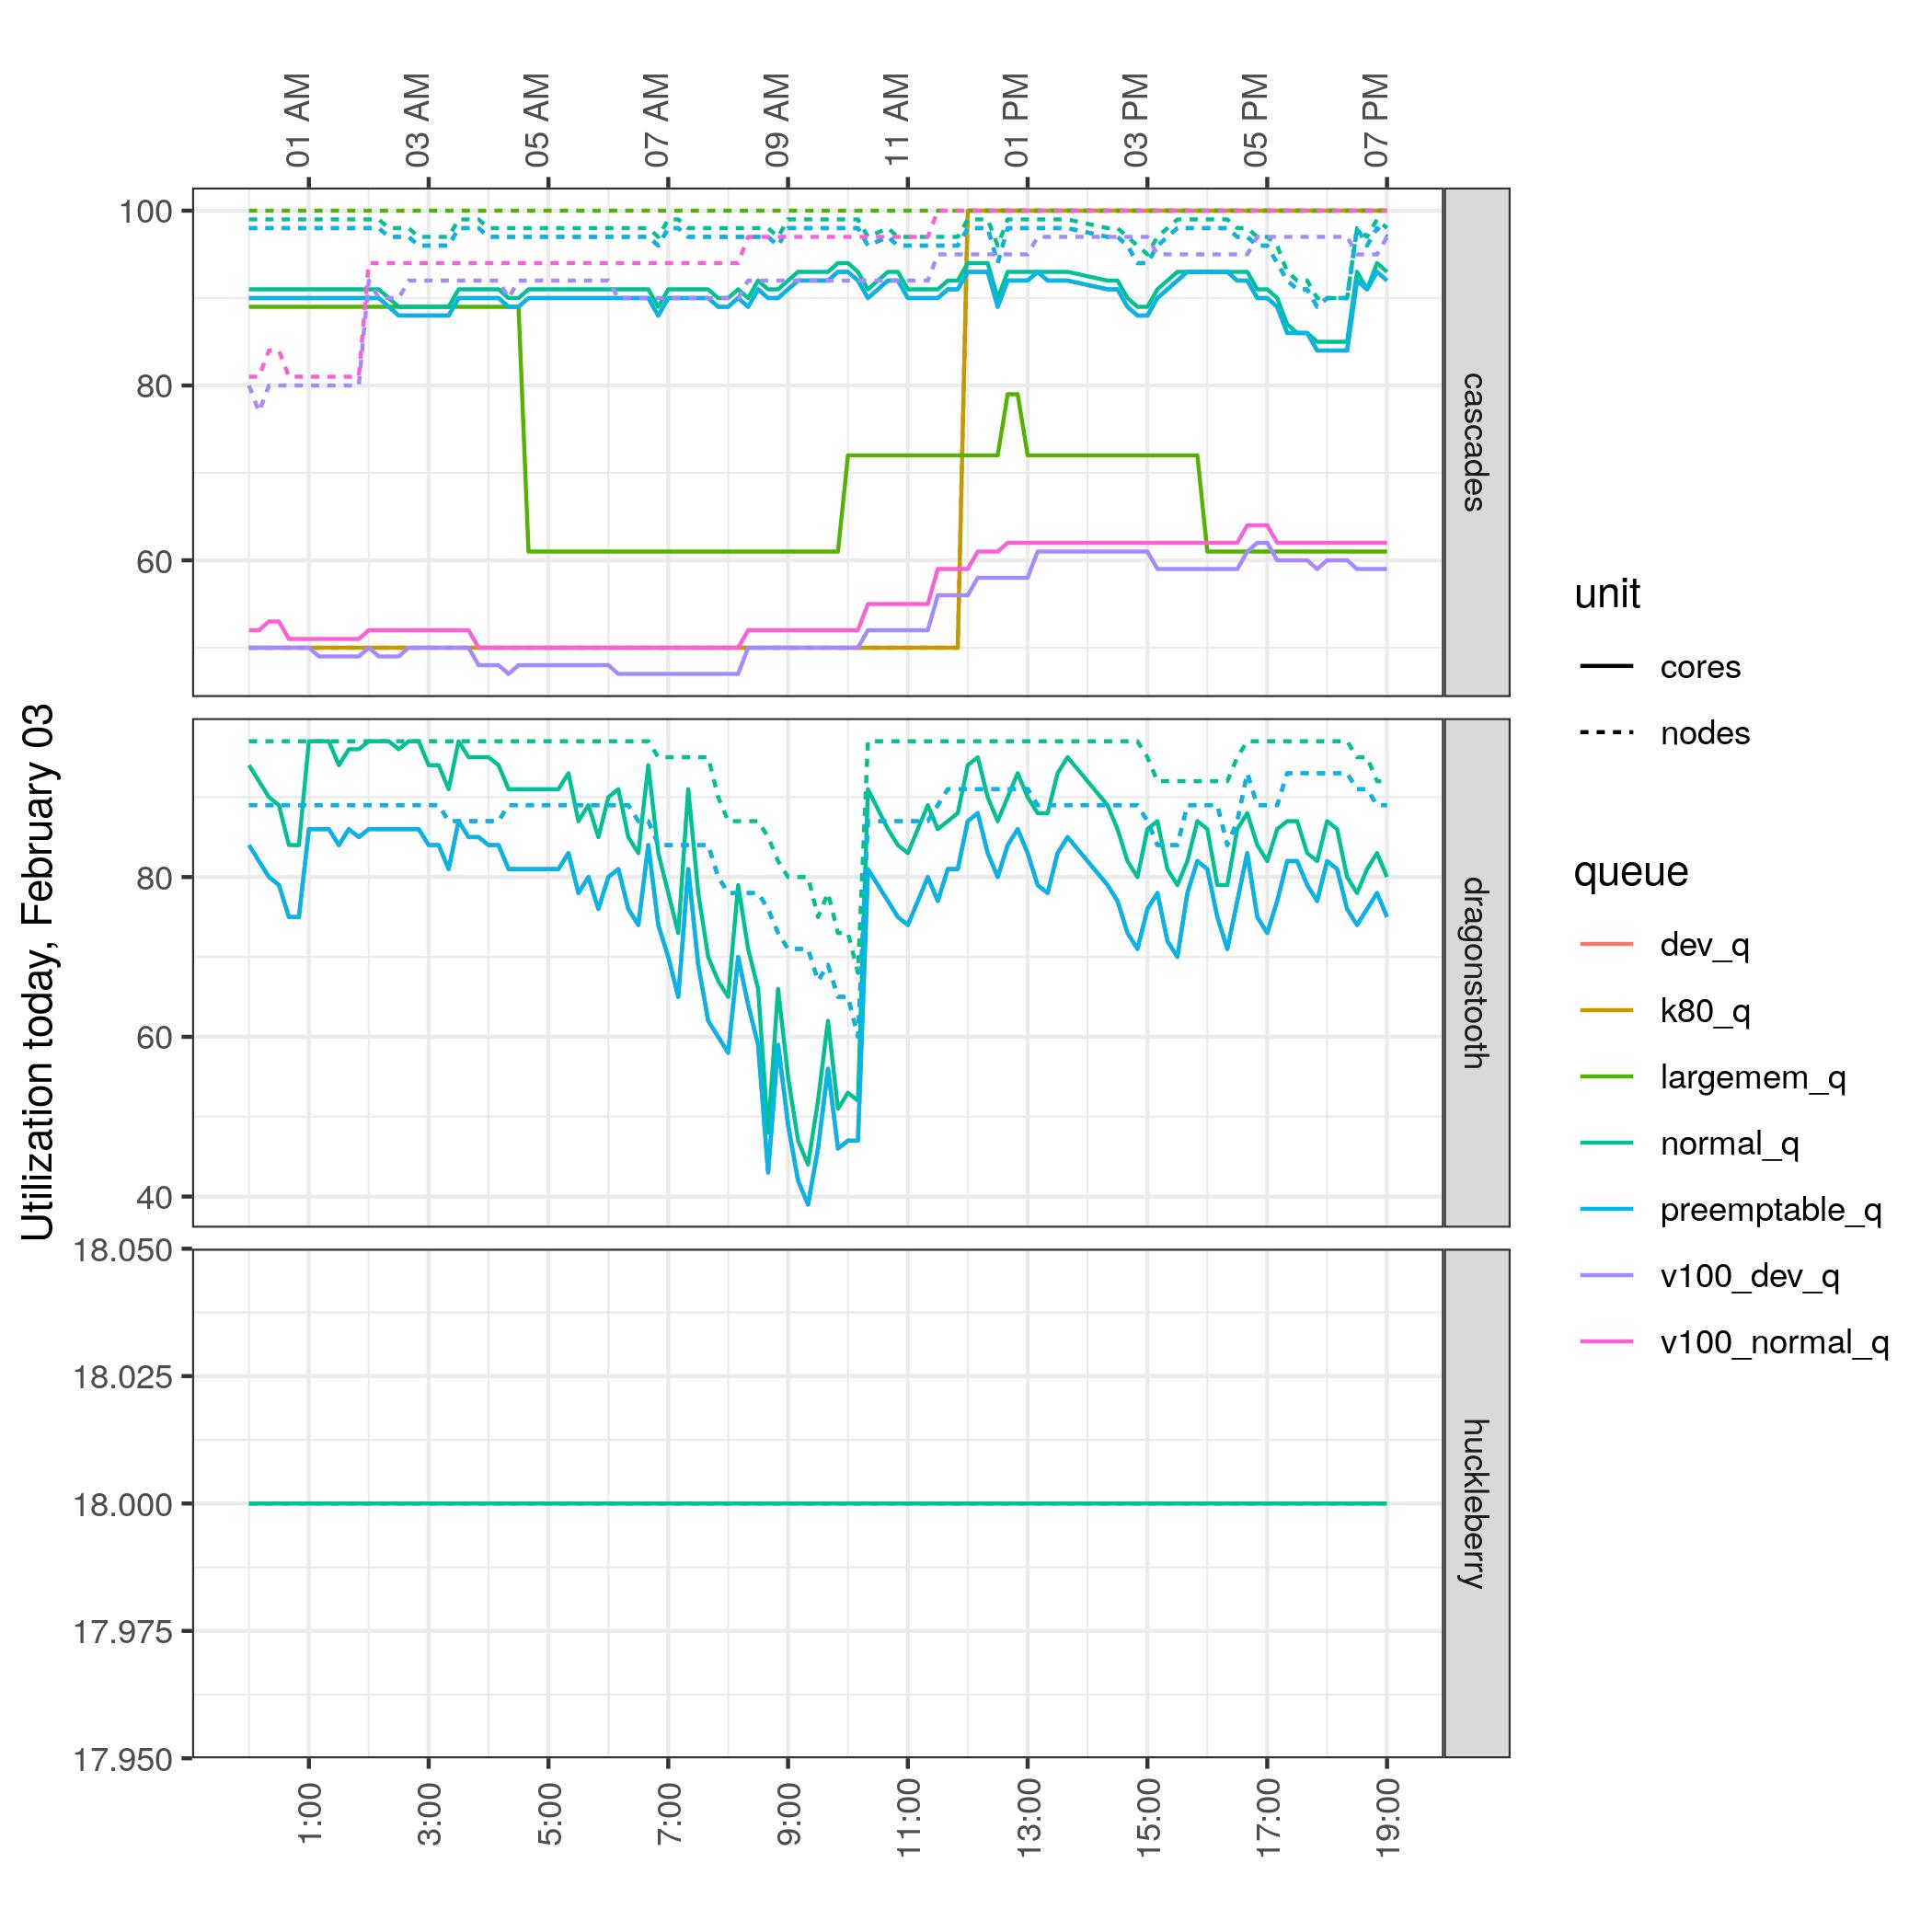 01 AM
03 AM
05 AM
07 AM
09 AM
11 AM
01 PM
03 PM
05 PM
07 PM
Utilization today, February 03
100
80
60
cascades
80
60
40
dragonstooth
18.050
18.025
18.000
17.975
17.950
huckleberry
1:00
3:00
5:00
7:00
9:00
11:00
13:00
15:00
17:00
19:00
unit
cores
nodes
queue
dev_q
k80_q
largemem_q
normal_q
preemptable_q
v100_dev_q
v100_normal_q